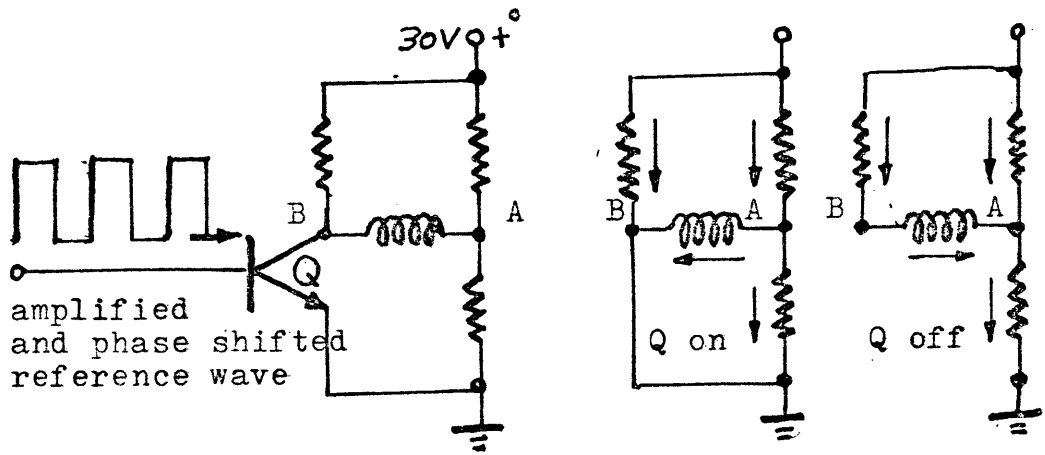 30V +
B
A
Q
amplified
and phase shifted
reference wave
B
A
Q on
B
A
Q off